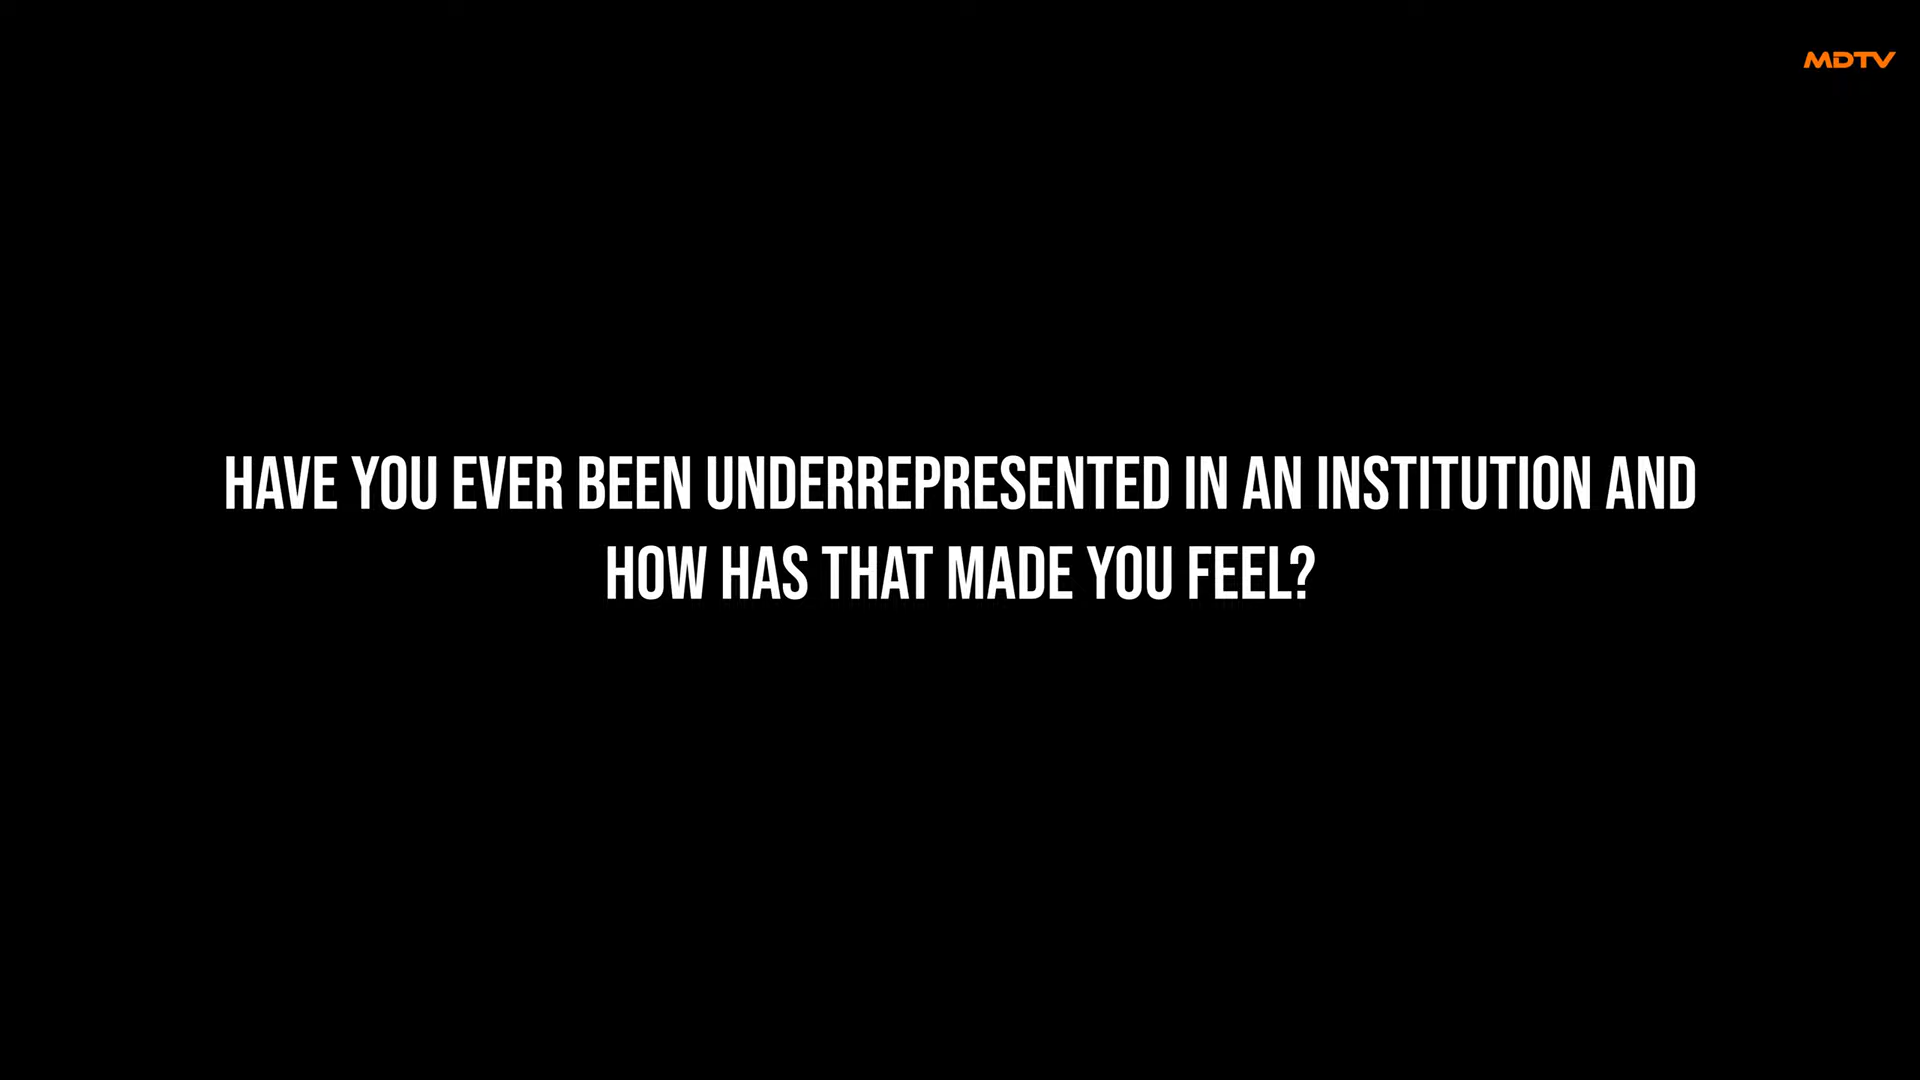 MDTV
HAVE YOU EVER BEEN UNDERREPRESENTED IN AN INSTITUTION AND
HOW HAS THAT MADE YOU FEEL?